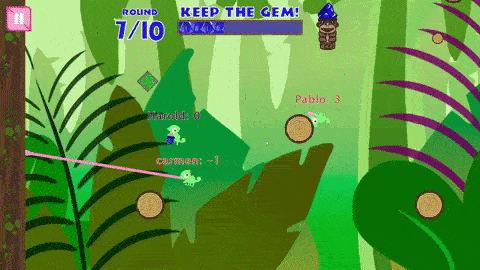 ROUND
7/10
KEEP THE GEM!
Pablo: 3
Harold: 6
carmen: -1